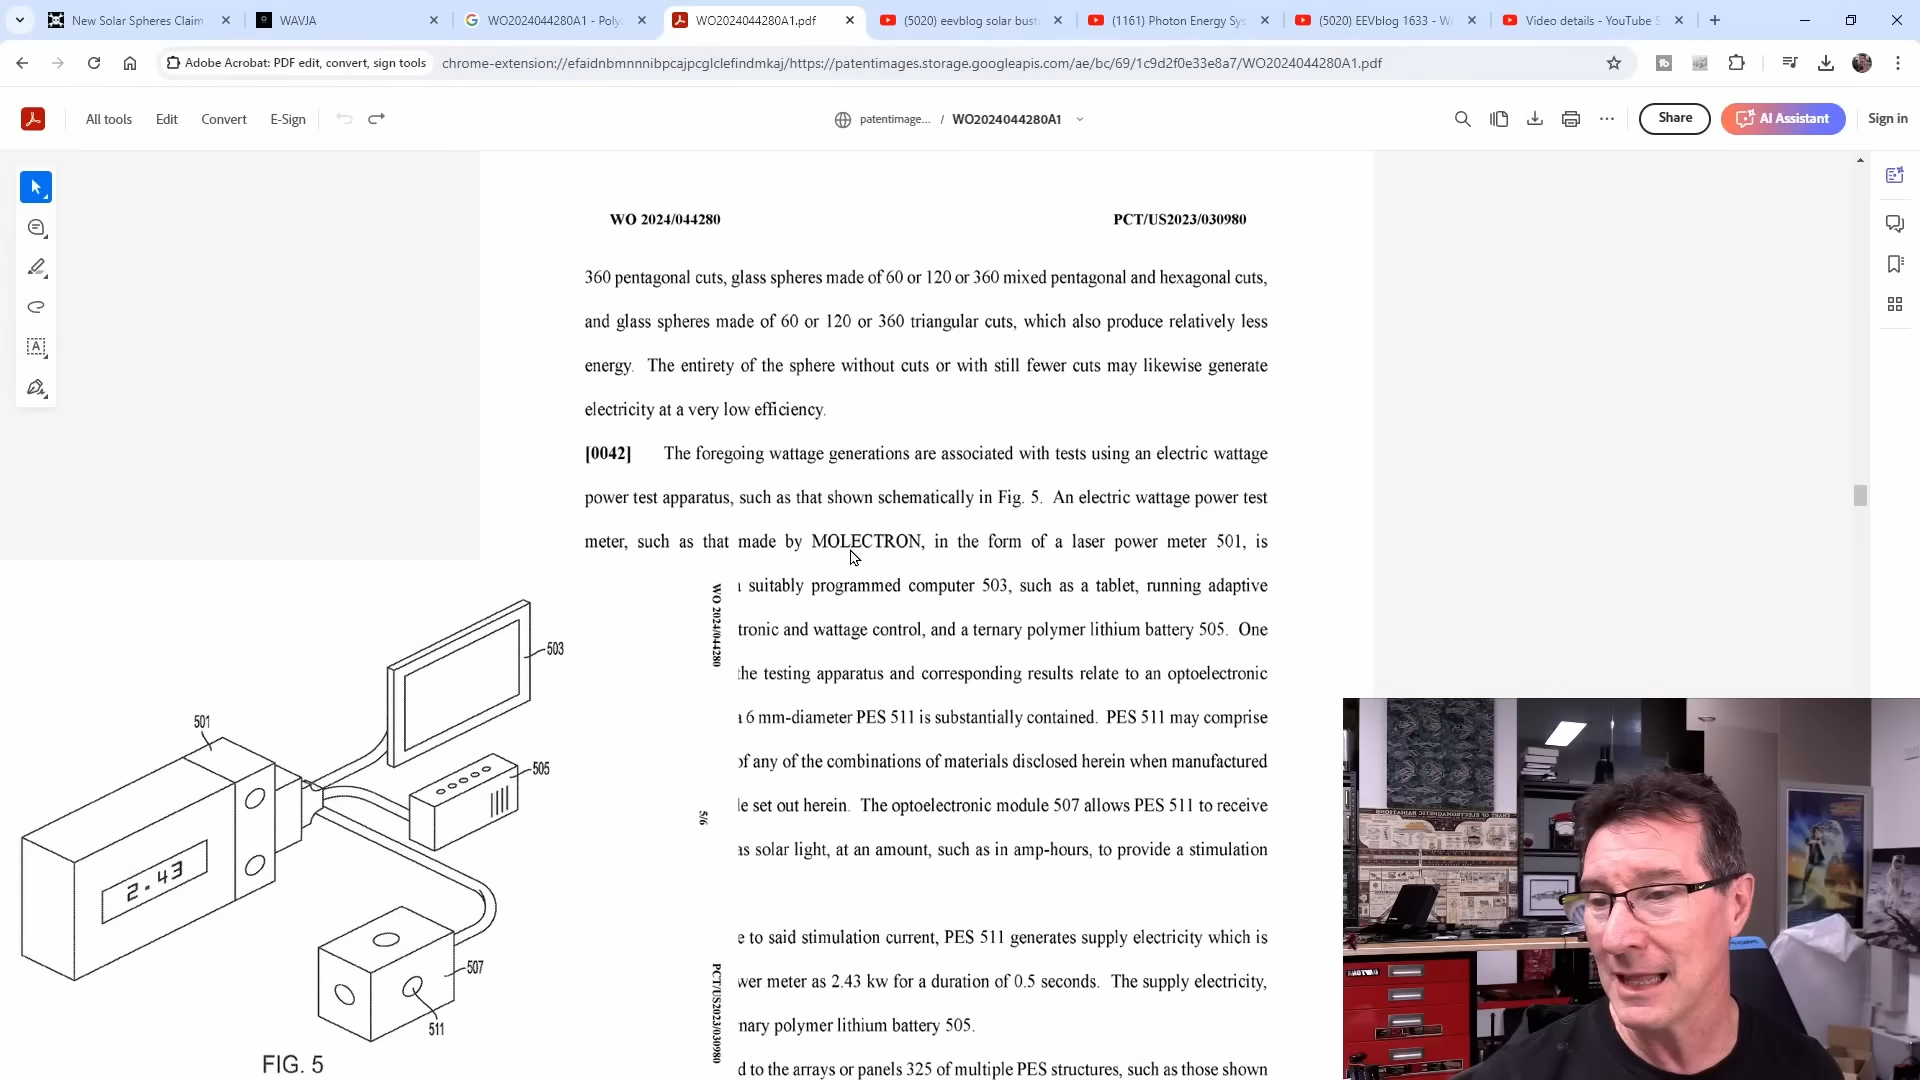 New Solar Spheres Claim
WAVJA
WO2024044280A1 - Polya
WO2024044280A1.pdf
(5020) eevblog solar bust
(1161) Photon Energy Sys
(5020) EEVblog 1633 - WA
Video details - YouTube S
Adobe Acrobat: PDF edit, convert, sign tools
chrome-extension://efaidnbmnnnibpcajpcglclefindmkaj/https://patentimages.storage.googleapis.com/ae/bc/69/1c9d2f0e33e8a7/WO2024044280A1.pdf
All tools
Edit
Convert
E-Sign
patentimage... / WO2024044280A1
Share
AI Assistant
Sign in
WO 2024/044280
PCT/US2023/030980
360 pentagonal cuts, glass spheres made of 60 or 120 or 360 mixed pentagonal and hexagonal cuts,
and glass spheres made of 60 or 120 or 360 triangular cuts, which also produce relatively less
energy. The entirety of the sphere without cuts or with still fewer cuts may likewise generate
electricity at a very low efficiency.
[0042] The foregoing wattage generations are associated with tests using an electric wattage
power test apparatus, such as that shown schematically in Fig. 5. An electric wattage power test
meter, such as that made by MOLECTRON, in the form of a laser power meter 501, is
suitably programmed computer 503, such as a tablet, running adaptive
tronic and wattage control, and a ternary polymer lithium battery 505. One
the testing apparatus and corresponding results relate to an optoelectronic
6 mm-diameter PES 511 is substantially contained. PES 511 may comprise
of any of the combinations of materials disclosed herein when manufactured
le set out herein. The optoelectronic module 507 allows PES 511 to receive
as solar light, at an amount, such as in amp-hours, to provide a stimulation
e to said stimulation current, PES 511 generates supply electricity which is
wer meter as 2.43 kw for a duration of 0.5 seconds. The supply electricity,
nary polymer lithium battery 505.
d to the arrays or panels 325 of multiple PES structures, such as those shown
WO 2024/044280
5/6
PCT/US2023/030980
503
501
505
2.43
507
511
FIG. 5